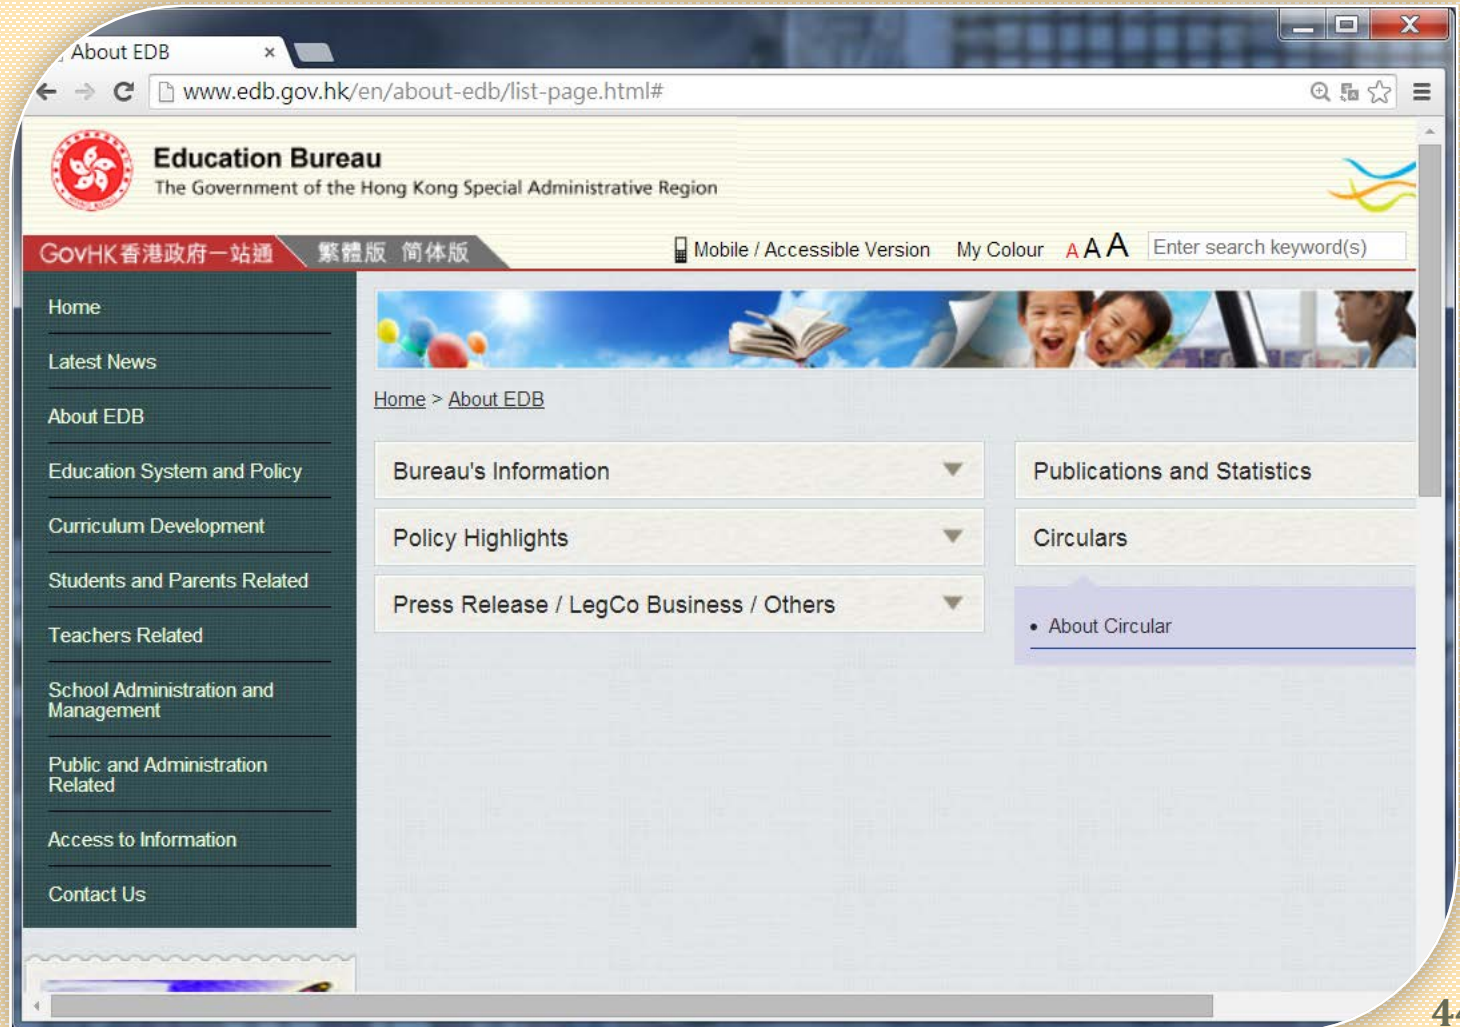 About EDB
www.edb.gov.hk/en/about-edb/list-page.html#
Education Bureau
The Government of the Hong Kong Special Administrative Region
GovHK香港政府一站通 繁體版 简体版 Mobile / Accessible Version My Colour A A A Enter search keyword(s)
Home
Latest News
About EDB
Education System and Policy
Curriculum Development
Students and Parents Related
Teachers Related
School Administration and
Management
Public and Administration
Related
Access to Information
Contact Us
Home > About EDB
Bureau's Information
Policy Highlights
Press Release / LegCo Business / Others
Publications and Statistics
Circulars
• About Circular